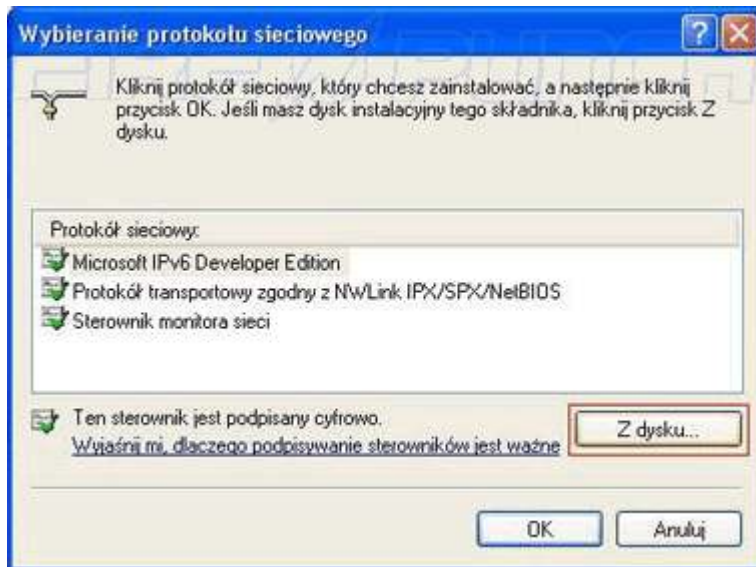 Wybieranie protokołu sieciowego
Kliknij protokół sieciowy, który chcesz zainstalować, a następnie kliknij
przycisk OK. Jeśli masz dysk instalacyjny tego składnika, kliknij przycisk Z
dysku.
Protokół sieciowy:
Microsoft IPv6 Developer Edition
Protokół transportowy zgodny z NWLink IPX/SPX/NetBIOS
Sterownik monitora sieci
Ten sterownik jest podpisany cyfrowo.
Wyjaśnij mi, dlaczego podpisywanie sterowników jest ważne
Z dysku...
OK
Anuluj